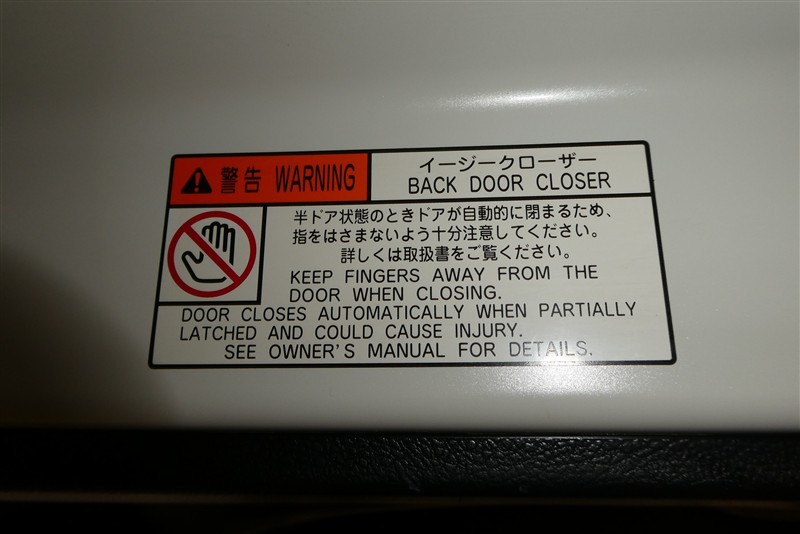 警告 WARNING
イージークローザー
BACK DOOR CLOSER
半ドア状態のときドアが自動的に閉まるため、
指をはさまないよう十分注意してください。
詳しくは取扱書をご覧ください。
KEEP FINGERS AWAY FROM THE
DOOR WHEN CLOSING.
DOOR CLOSES AUTOMATICALLY WHEN PARTIALLY
LATCHED AND COULD CAUSE INJURY.
SEE OWNER'S MANUAL FOR DETAILS.